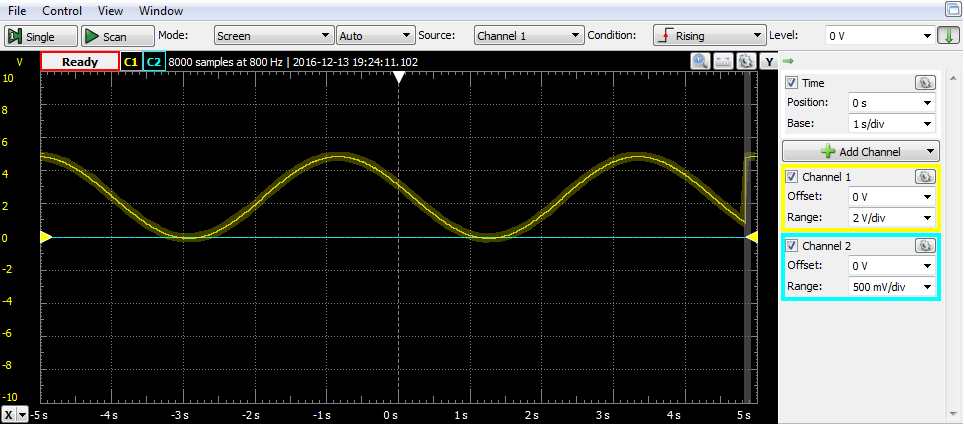 File Control View Window
Single Scan Mode: Screen Auto Source: Channel 1 Condition: Rising Level: 0 V
V Ready C1 C2 8000 samples at 800 Hz | 2016-12-13 19:24:11.102 Y
10
8
6
4
2
0
-2
-4
-6
-8
-10
X -5 s -4 s -3 s -2 s -1 s 0 s 1 s 2 s 3 s 4 s 5 s
Time
Position: 0 s
Base: 1 s/div
Add Channel
Channel 1
Offset: 0 V
Range: 2 V/div
Channel 2
Offset: 0 V
Range: 500 mV/div